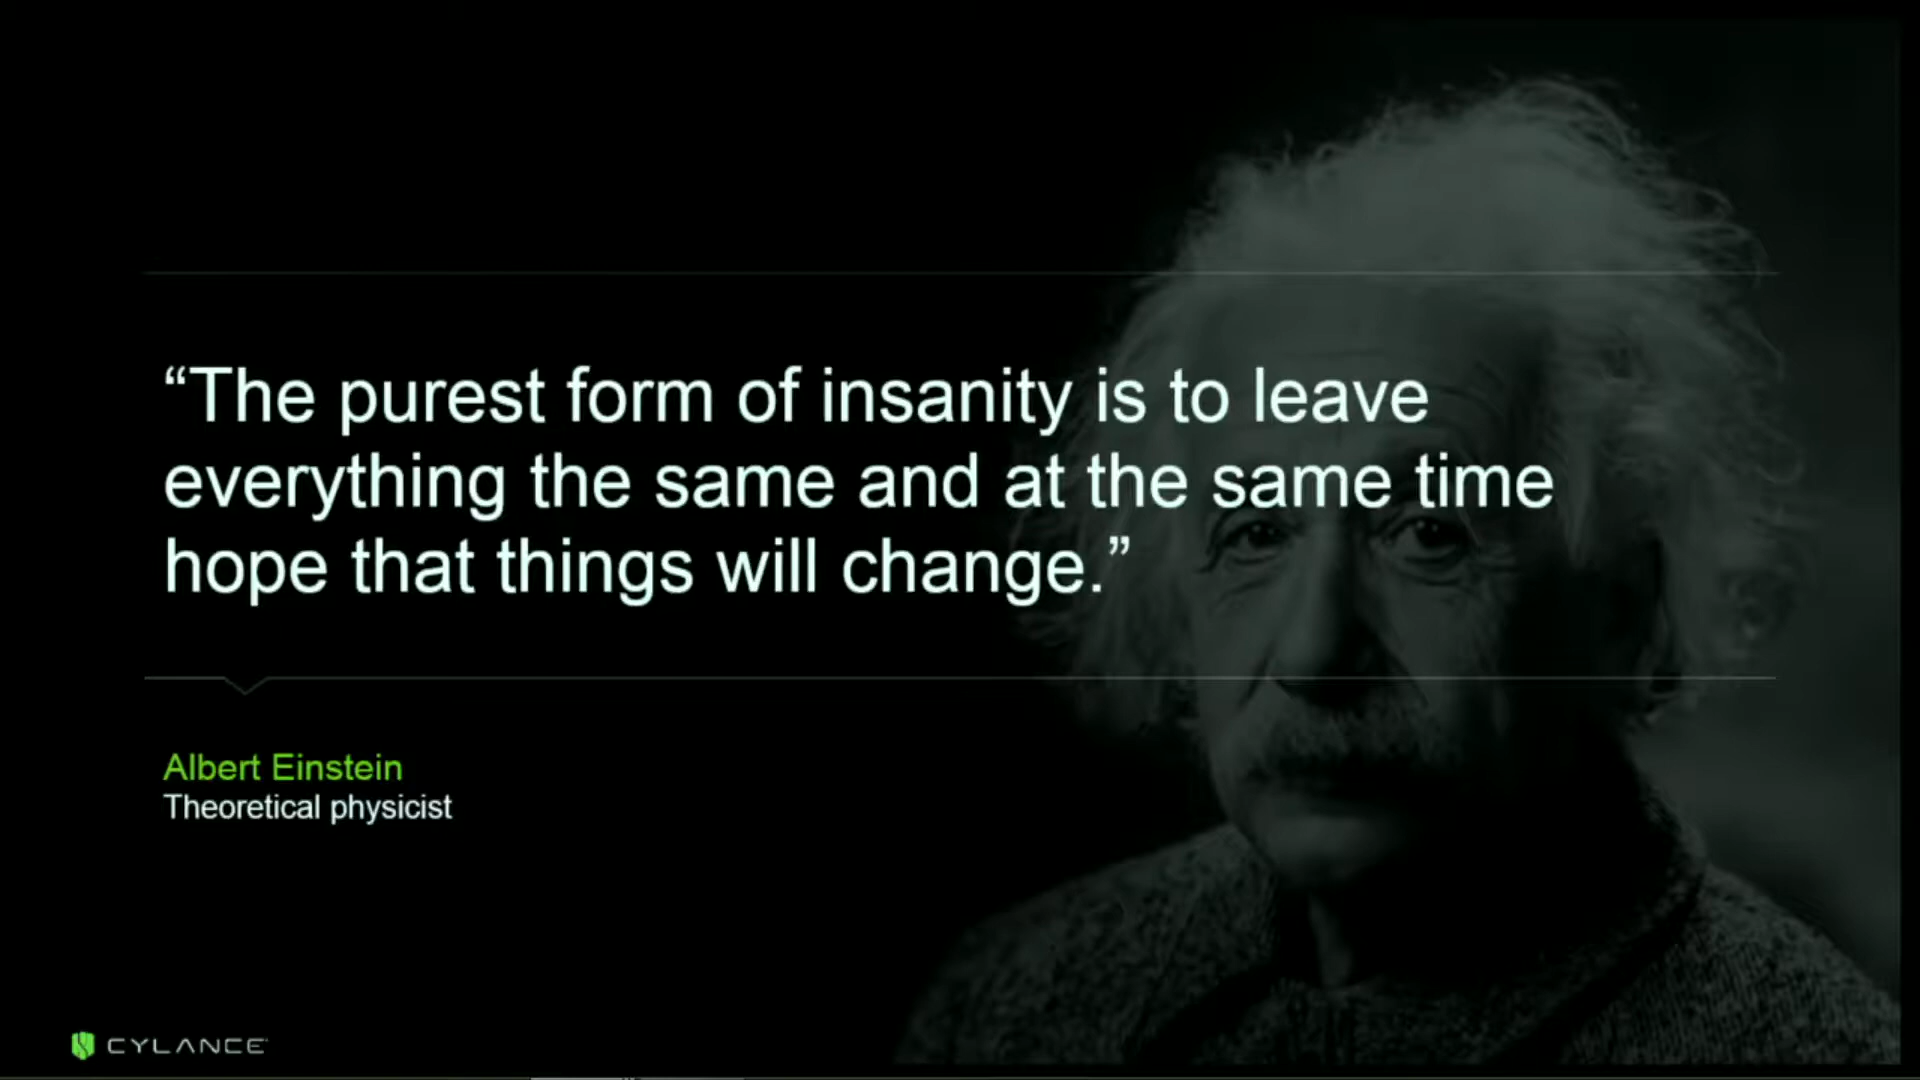 “The purest form of insanity is to leave
everything the same and at the same time
hope that things will change.”
Albert Einstein
Theoretical physicist
CYLANCE